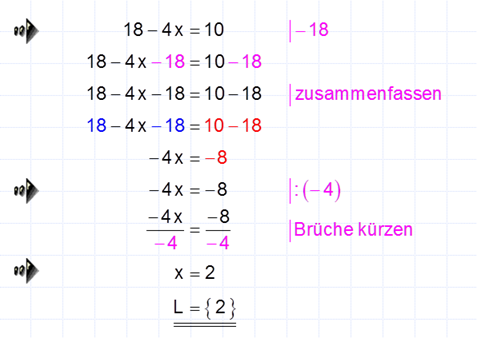 18 − 4x = 10 | −18
18 − 4x − 18 = 10 − 18
18 − 4x − 18 = 10 − 18 | zusammenfassen
18 − 4x − 18 = 10 − 18
−4x = −8
−4x = −8 | :(−4)
−4x/−4 = −8/−4 | Brüche kürzen
x = 2
L = {2}